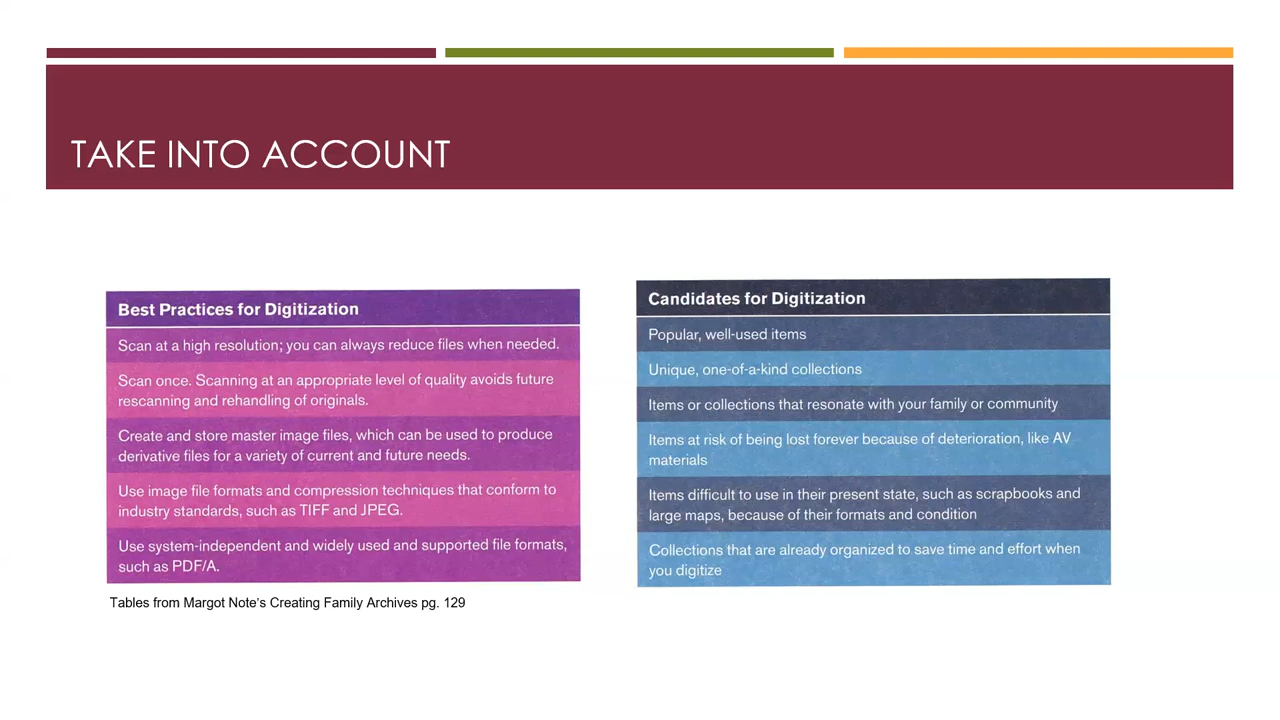 TAKE INTO ACCOUNT
Best Practices for Digitization
Scan at a high resolution; you can always reduce files when needed.
Scan once. Scanning at an appropriate level of quality avoids future
rescanning and rehandling of originals.
Create and store master image files, which can be used to produce
derivative files for a variety of current and future needs.
Use image file formats and compression techniques that conform to
industry standards, such as TIFF and JPEG.
Use system-independent and widely used and supported file formats,
such as PDF/A.
Tables from Margot Note's Creating Family Archives pg. 129
Candidates for Digitization
Popular, well-used items
Unique, one-of-a-kind collections
Items or collections that resonate with your family or community
Items at risk of being lost forever because of deterioration, like AV
materials
Items difficult to use in their present state, such as scrapbooks and
large maps, because of their formats and condition
Collections that are already organized to save time and effort when
you digitize